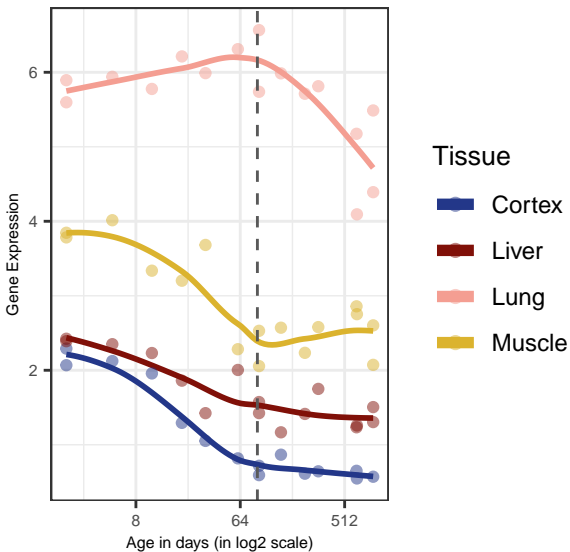 6
4
2
Gene Expression
8
64
512
Age in days (in log2 scale)
Tissue
Cortex
Liver
Lung
Muscle